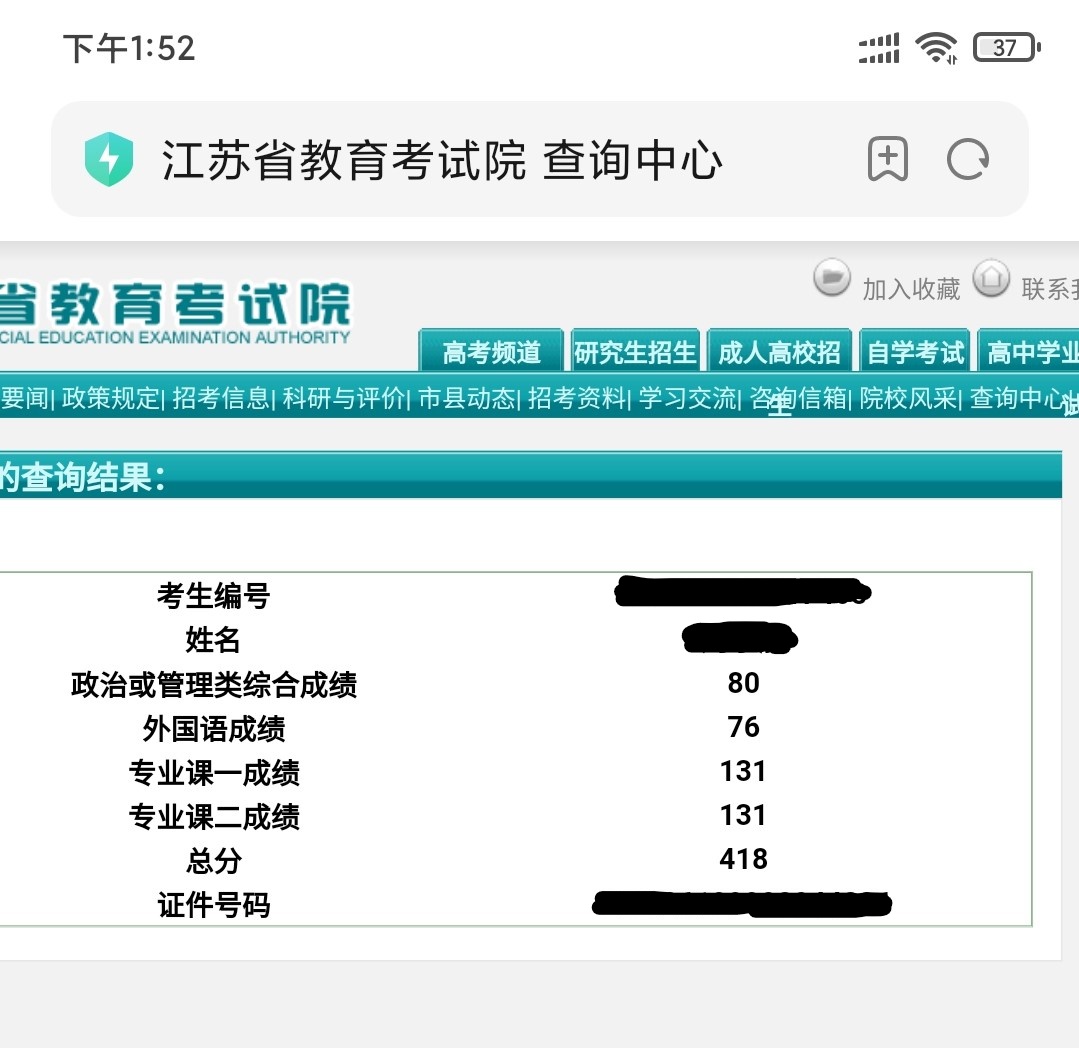 下午1:52
37
江苏省教育考试院 查询中心
加入收藏 联系
省教育考试院
CIAL EDUCATION EXAMINATION AUTHORITY
高考频道 研究生招生 成人高校招 自学考试 高中学业
要闻| 政策规定| 招考信息| 科研与评价| 市县动态| 招考资料| 学习交流| 咨询信箱| 院校风采| 查询中心
生 试
的查询结果：
考生编号
姓名
政治或管理类综合成绩 80
外国语成绩 76
专业课一成绩 131
专业课二成绩 131
总分 418
证件号码